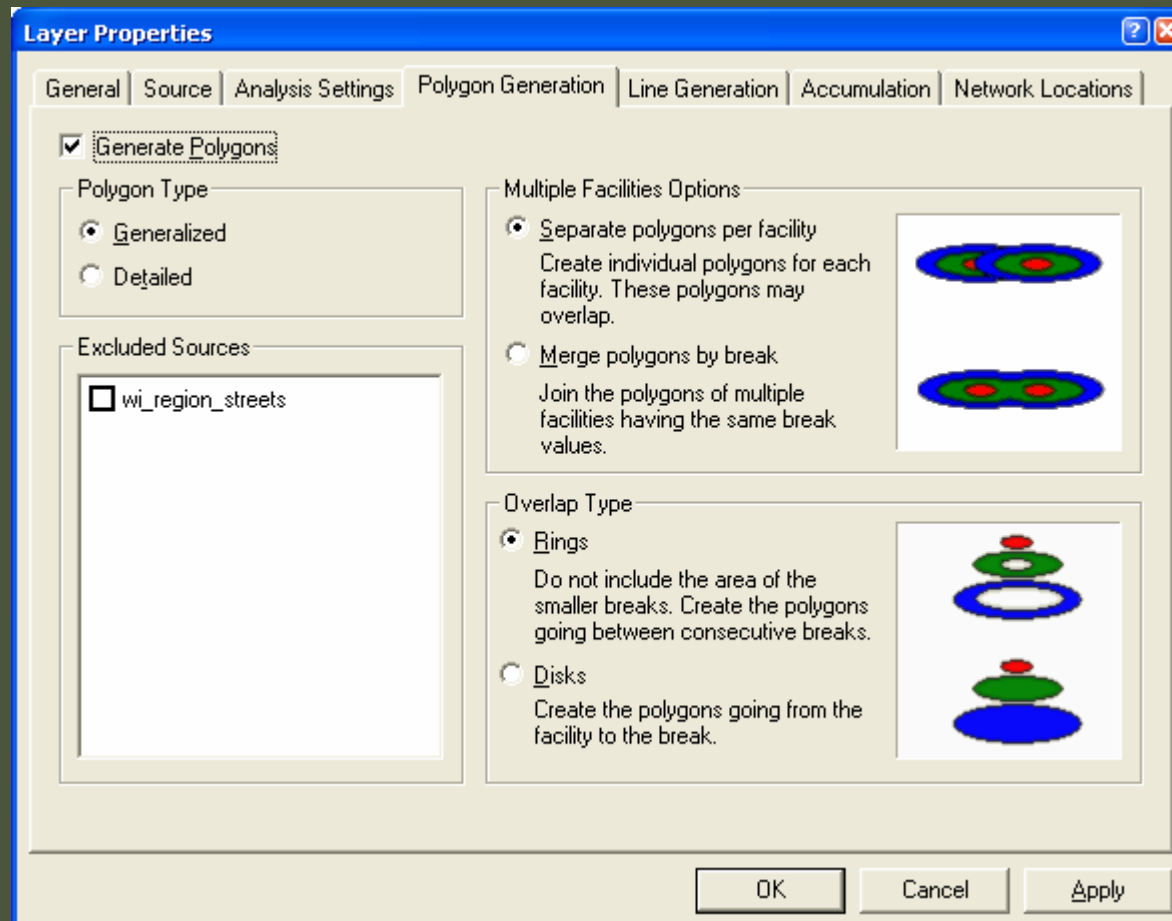 Layer Properties
General Source Analysis Settings Polygon Generation Line Generation Accumulation Network Locations
Generate Polygons
Polygon Type
Generalized
Detailed
Excluded Sources
wi_region_streets
Multiple Facilities Options
Separate polygons per facility
Create individual polygons for each
facility. These polygons may
overlap.
Merge polygons by break
Join the polygons of multiple
facilities having the same break
values.
Overlap Type
Rings
Do not include the area of the
smaller breaks. Create the polygons
going between consecutive breaks.
Disks
Create the polygons going from the
facility to the break.
OK Cancel Apply